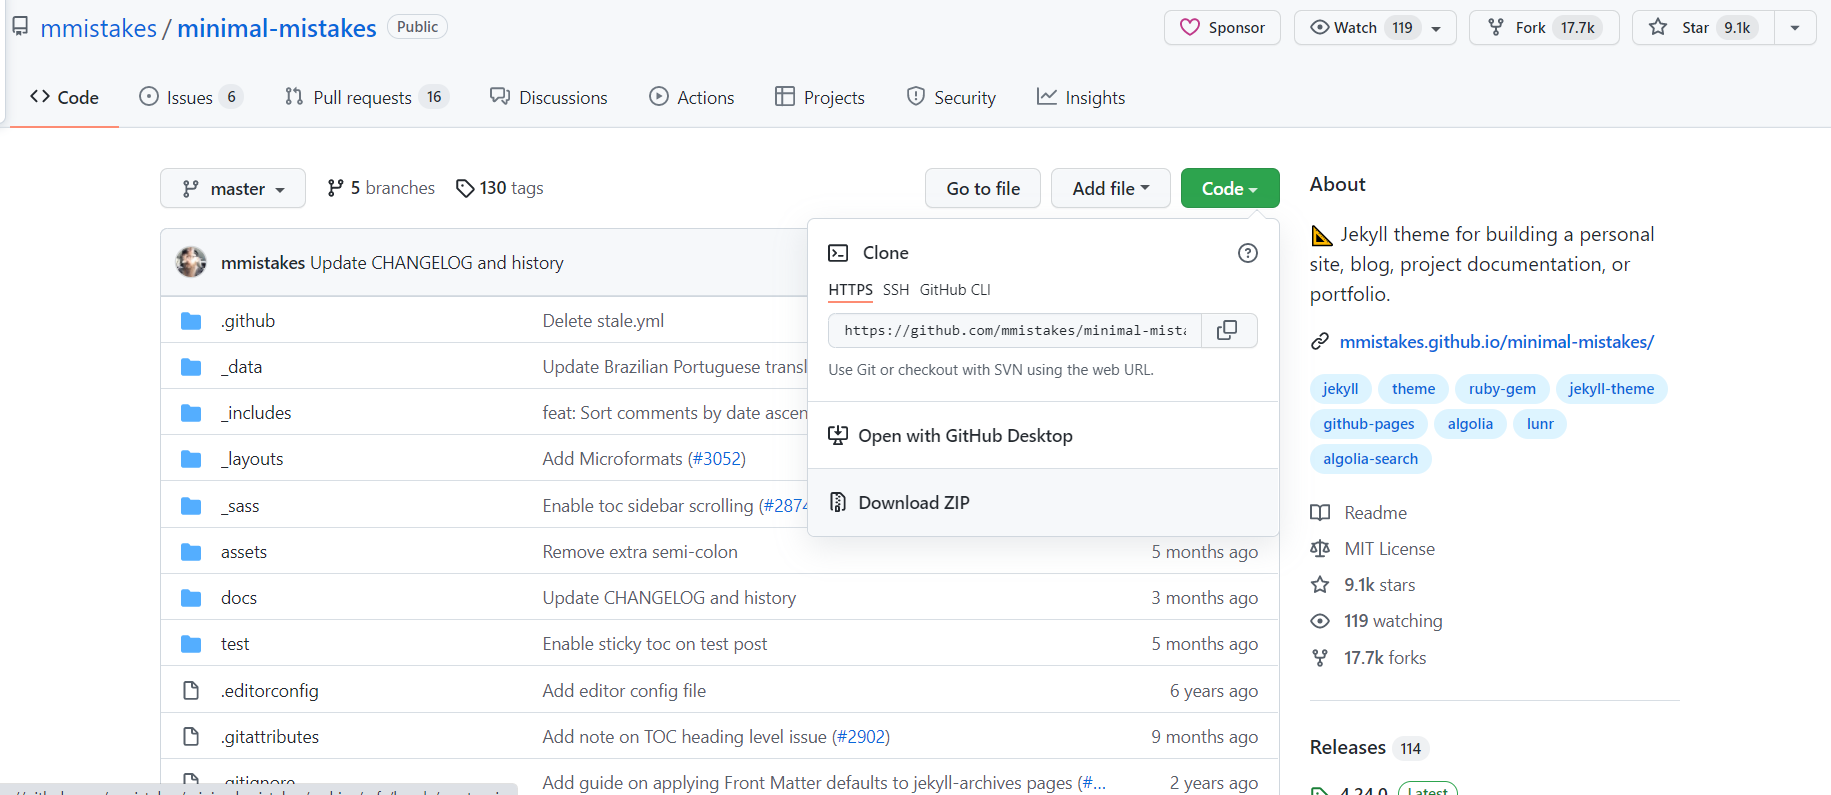 mmistakes / minimal-mistakes Public
Sponsor Watch 119 Fork 17.7k Star 9.1k
Code Issues 6 Pull requests 16 Discussions Actions Projects Security Insights
master 5 branches 130 tags
Go to file Add file Code
mmistakes Update CHANGELOG and history
.github Delete stale.yml
_data Update Brazilian Portuguese
_includes feat: Sort comments by date
_layouts Add Microformats (#3052)
_sass Enable toc sidebar scrolling (#2874
assets Remove extra semi-colon 5 months ago
docs Update CHANGELOG and history 3 months ago
test Enable sticky toc on test post 5 months ago
.editorconfig Add editor config file 6 years ago
.gitattributes Add note on TOC heading level issue (#2902) 9 months ago
.gitignore Add guide on applying Front Matter defaults to jekyll-archives pages (#... 2 years ago
Clone
HTTPS SSH GitHub CLI
https://github.com/mmistakes/minimal-mista
Use Git or checkout with SVN using the web URL.
Open with GitHub Desktop
Download ZIP
About
Jekyll theme for building a personal
site, blog, project documentation, or
portfolio.
mmistakes.github.io/minimal-mistakes/
jekyll theme ruby-gem jekyll-theme
github-pages algolia lunr
algolia-search
Readme
MIT License
9.1k stars
119 watching
17.7k forks
Releases 114
4.24.0 Latest